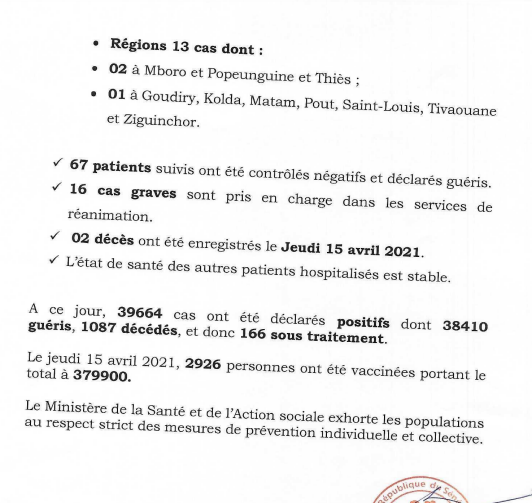 • Régions 13 cas dont :
• 02 à Mboro et Popeunguine et Thiès ;
• 01 à Goudiry, Kolda, Matam, Pout, Saint-Louis, Tivaouane
et Ziguinchor.
✓ 67 patients suivis ont été contrôlés négatifs et déclarés guéris.
✓ 16 cas graves sont pris en charge dans les services de
réanimation.
✓ 02 décès ont été enregistrés le Jeudi 15 avril 2021.
✓ L'état de santé des autres patients hospitalisés est stable.
A ce jour, 39664 cas ont été déclarés positifs dont 38410
guéris, 1087 décédés, et donc 166 sous traitement.
Le jeudi 15 avril 2021, 2926 personnes ont été vaccinées portant le
total à 379900.
Le Ministère de la Santé et de l'Action sociale exhorte les populations
au respect strict des mesures de prévention individuelle et collective.
République du